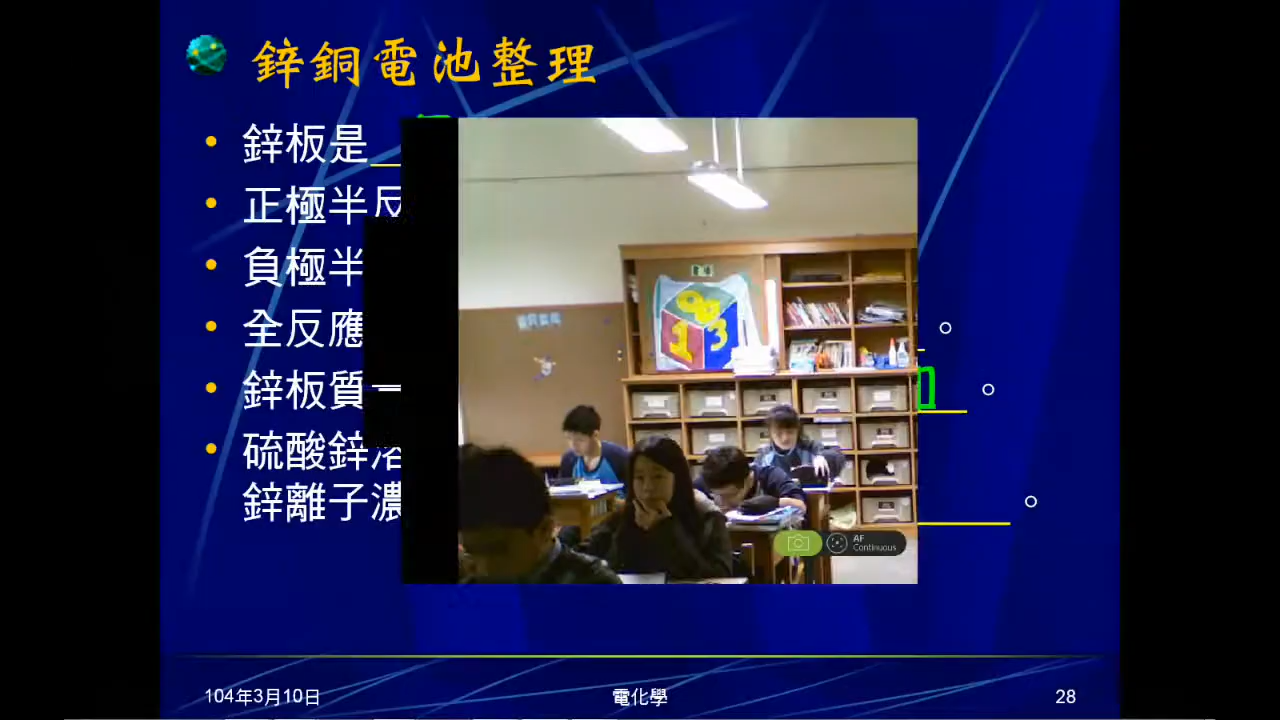 鋅銅電池整理
• 鋅板是
• 正極半反
• 負極半
• 全反應
• 鋅板質
• 硫酸鋅溶
鋅離子濃
。
。
。
103
AF
Continuous
104年3月10日
電化學
28